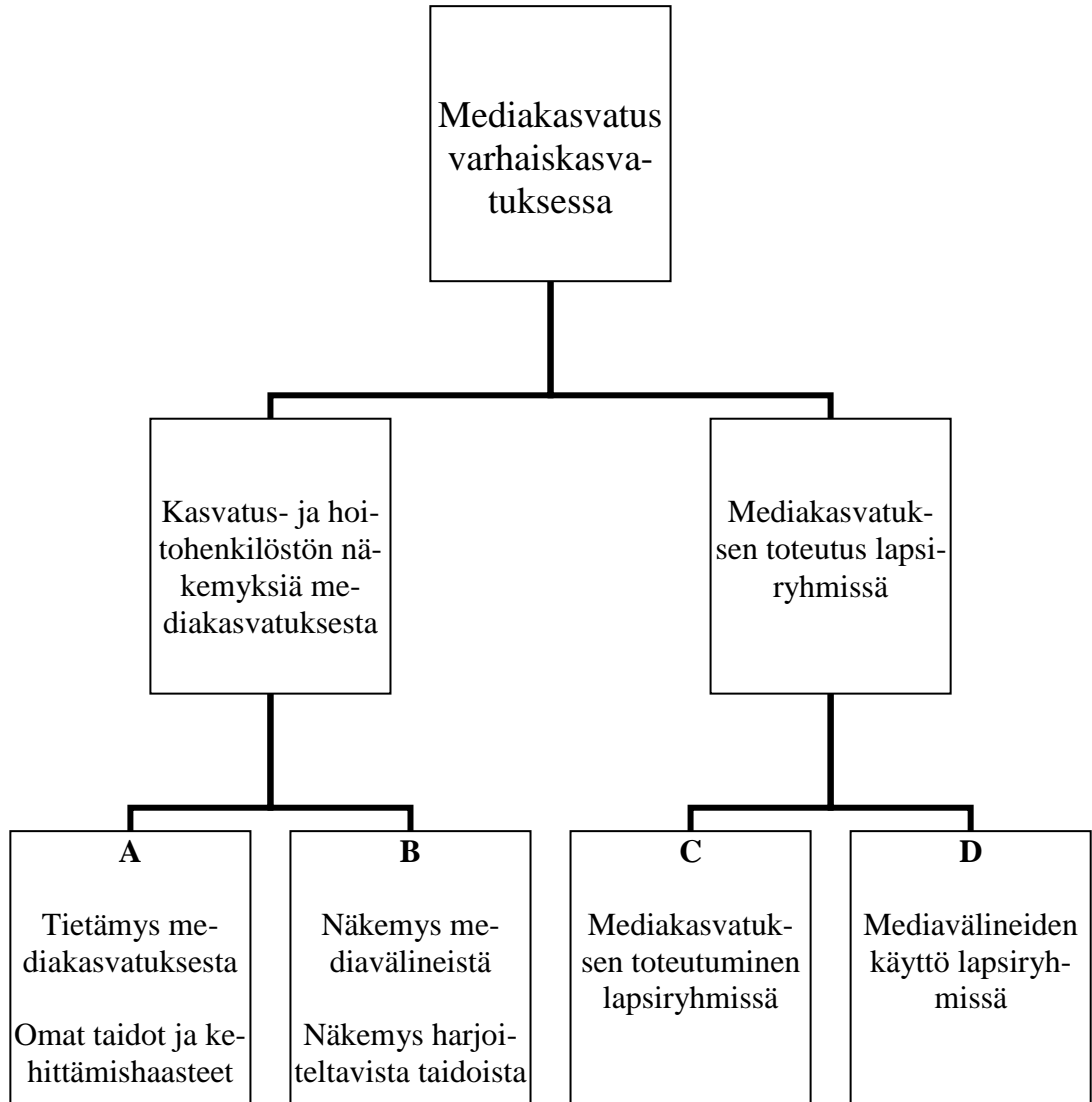 Mediakasvatus
varhaiskasva-
tuksessa
Kasvatus- ja hoi-
tohenkilöstön nä-
kemyksiä me-
diakasvatuksesta
Mediakasvatuk-
sen toteutus lapsi-
ryhmissä
A
Tietämys me-
diakasvatuksesta
Omat taidot ja ke-
hittämishaasteet
B
Näkemys me-
diavälineistä
Näkemys harjoi-
teltavista taidoista
C
Mediakasvatuk-
sen toteutuminen
lapsiryhmissä
D
Mediavälineiden
käyttö lapsiryh-
missä